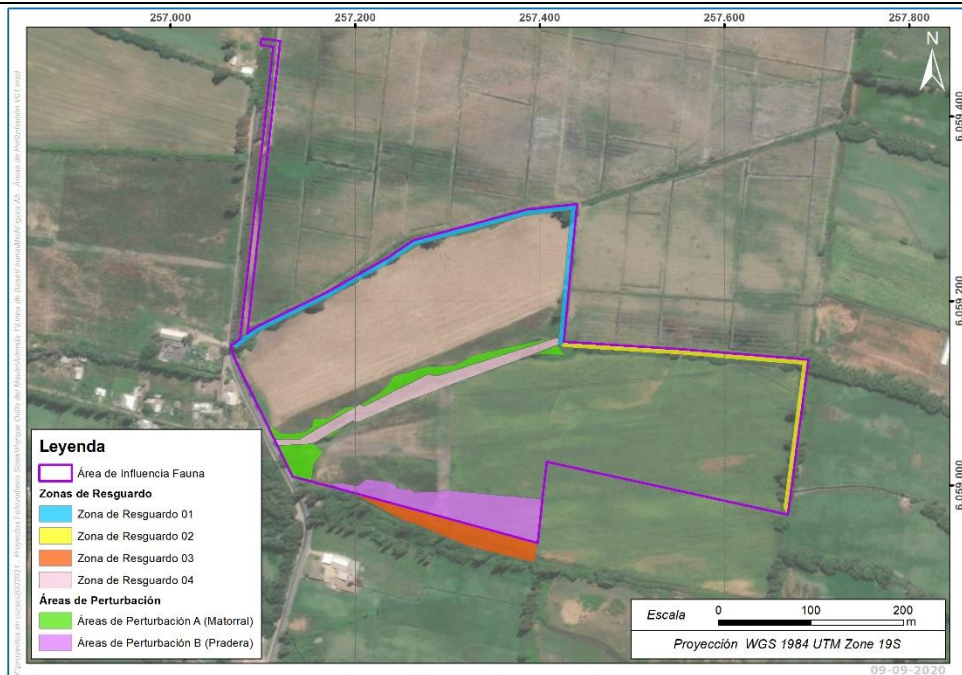 257.000 257.200 257.400 257.600 257.800
N
6.059.400
6.059.200
6.059.000
Leyenda
Área de Influencia Fauna
Zonas de Resguardo
Zona de Resguardo 01
Zona de Resguardo 02
Zona de Resguardo 03
Zona de Resguardo 04
Áreas de Perturbación
Áreas de Perturbación A (Matorral)
Áreas de Perturbación B (Pradera)
Escala 0 100 200
m
Proyección WGS 1984 UTM Zone 19S
09-09-2020